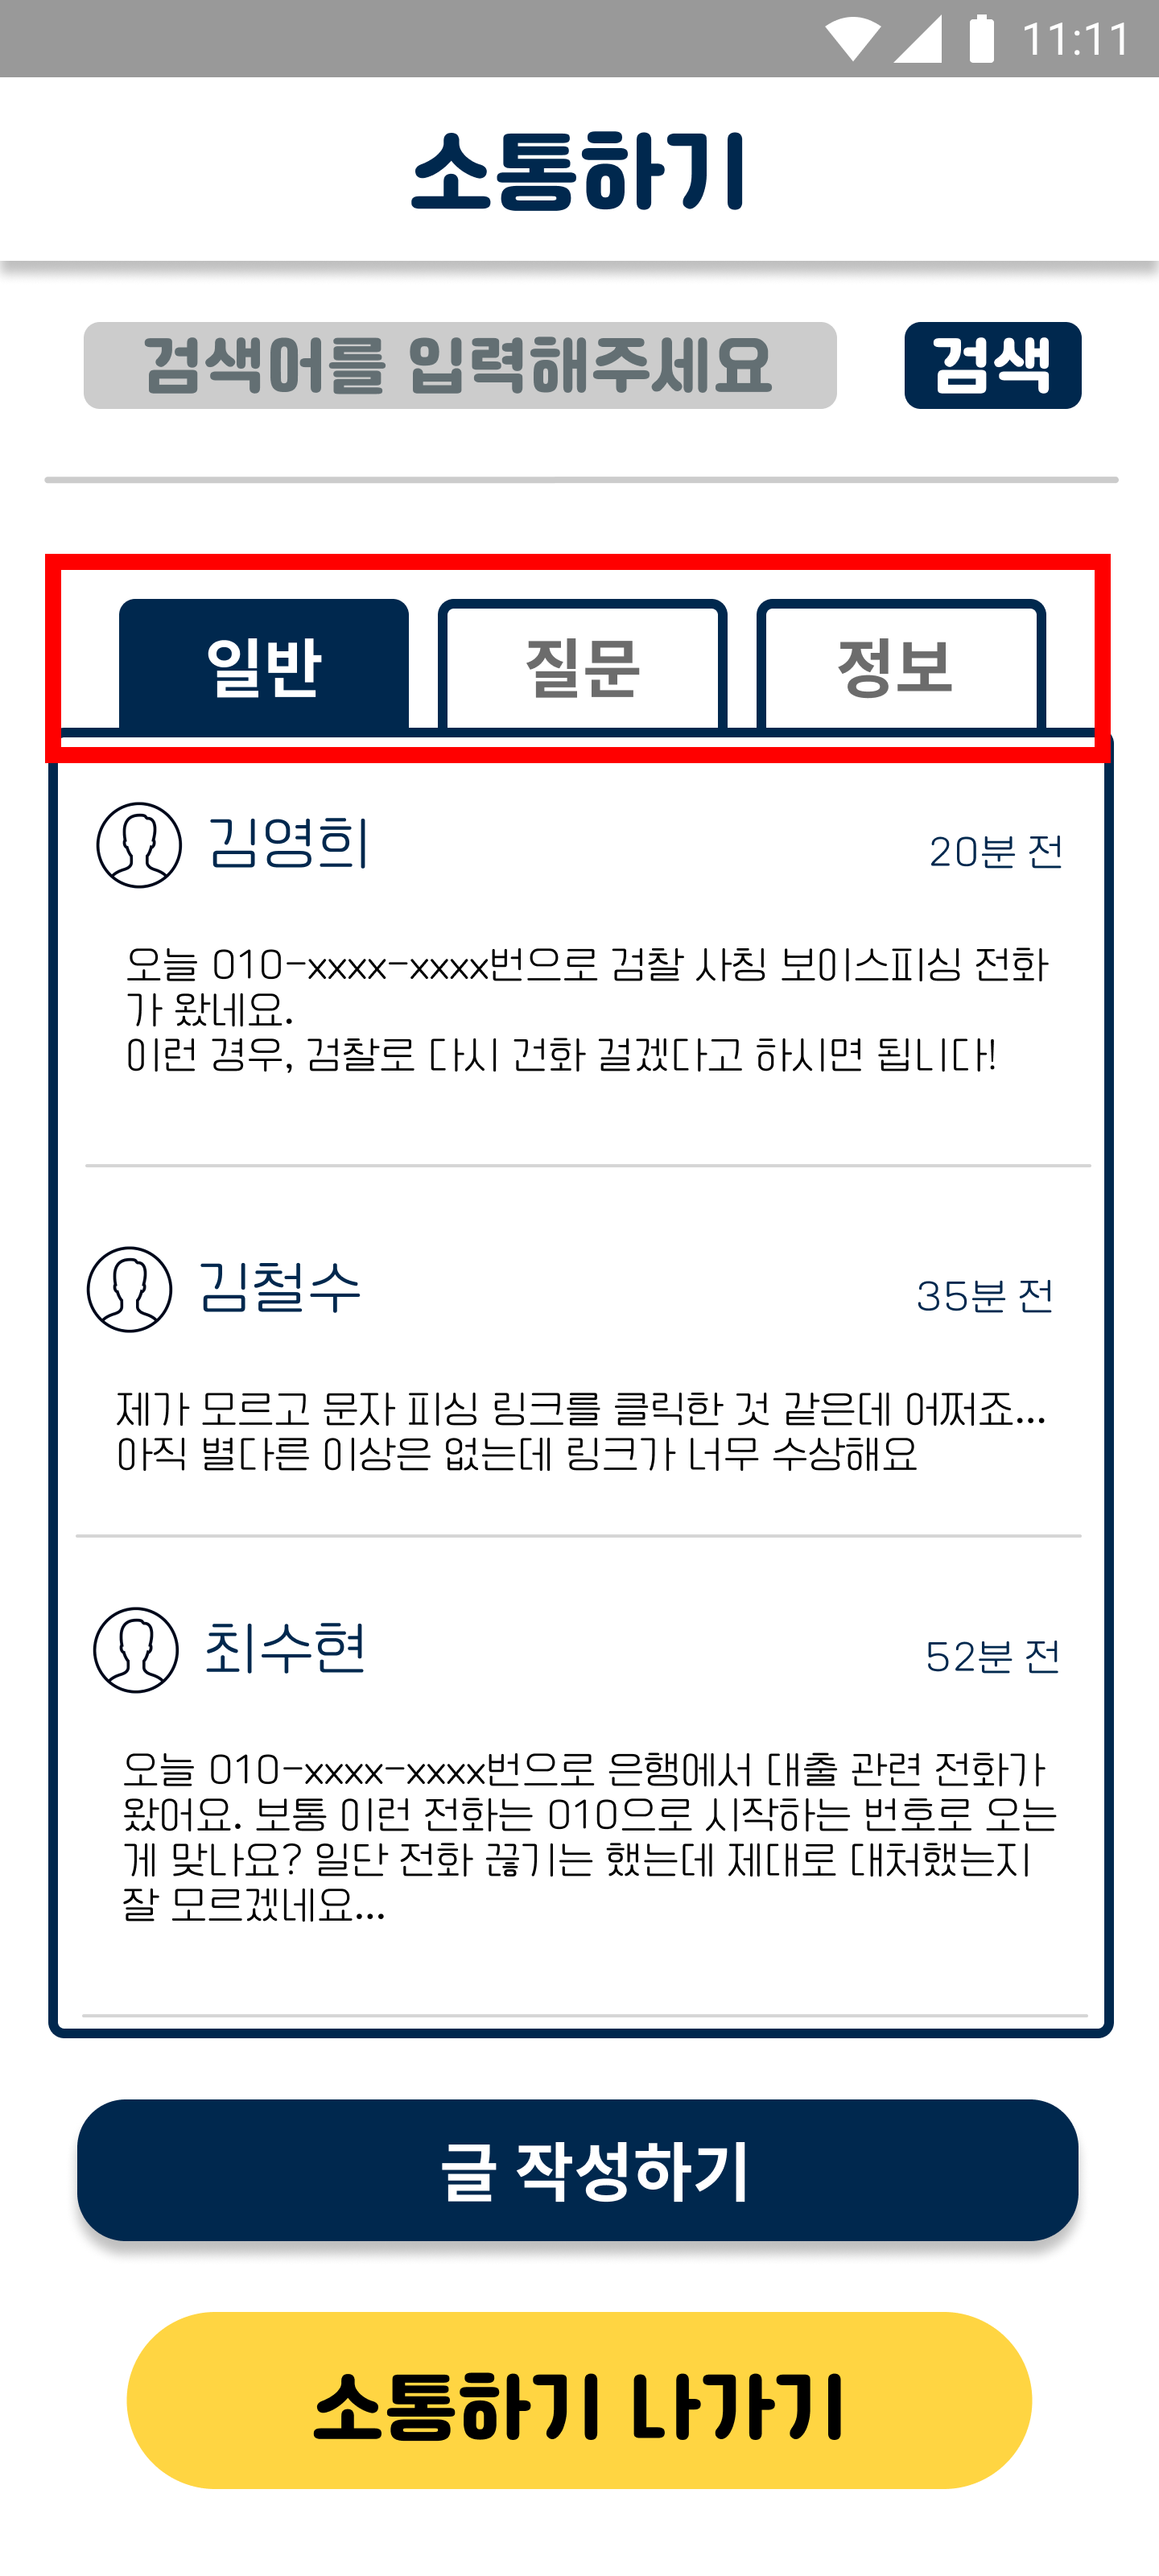 11:11
소통하기
검색어를 입력해주세요
검색
일반
질문
정보
김영희
20분 전
오늘 010-xxxx-xxxx번으로 검찰 사칭 보이스피싱 전화
가 왔네요.
이런 경우, 검찰로 다시 건화 걸겠다고 하시면 됩니다!
김철수
35분 전
제가 모르고 문자 피싱 링크를 클릭한 것 같은데 어쩌죠...
아직 별다른 이상은 없는데 링크가 너무 수상해요
최수현
52분 전
오늘 010-xxxx-xxxx번으로 은행에서 대출 관련 전화가
왔어요. 보통 이런 전화는 010으로 시작하는 번호로 오는
게 맞나요? 일단 전화 끊기는 했는데 제대로 대처했는지
잘 모르겠네요...
글 작성하기
소통하기 나가기